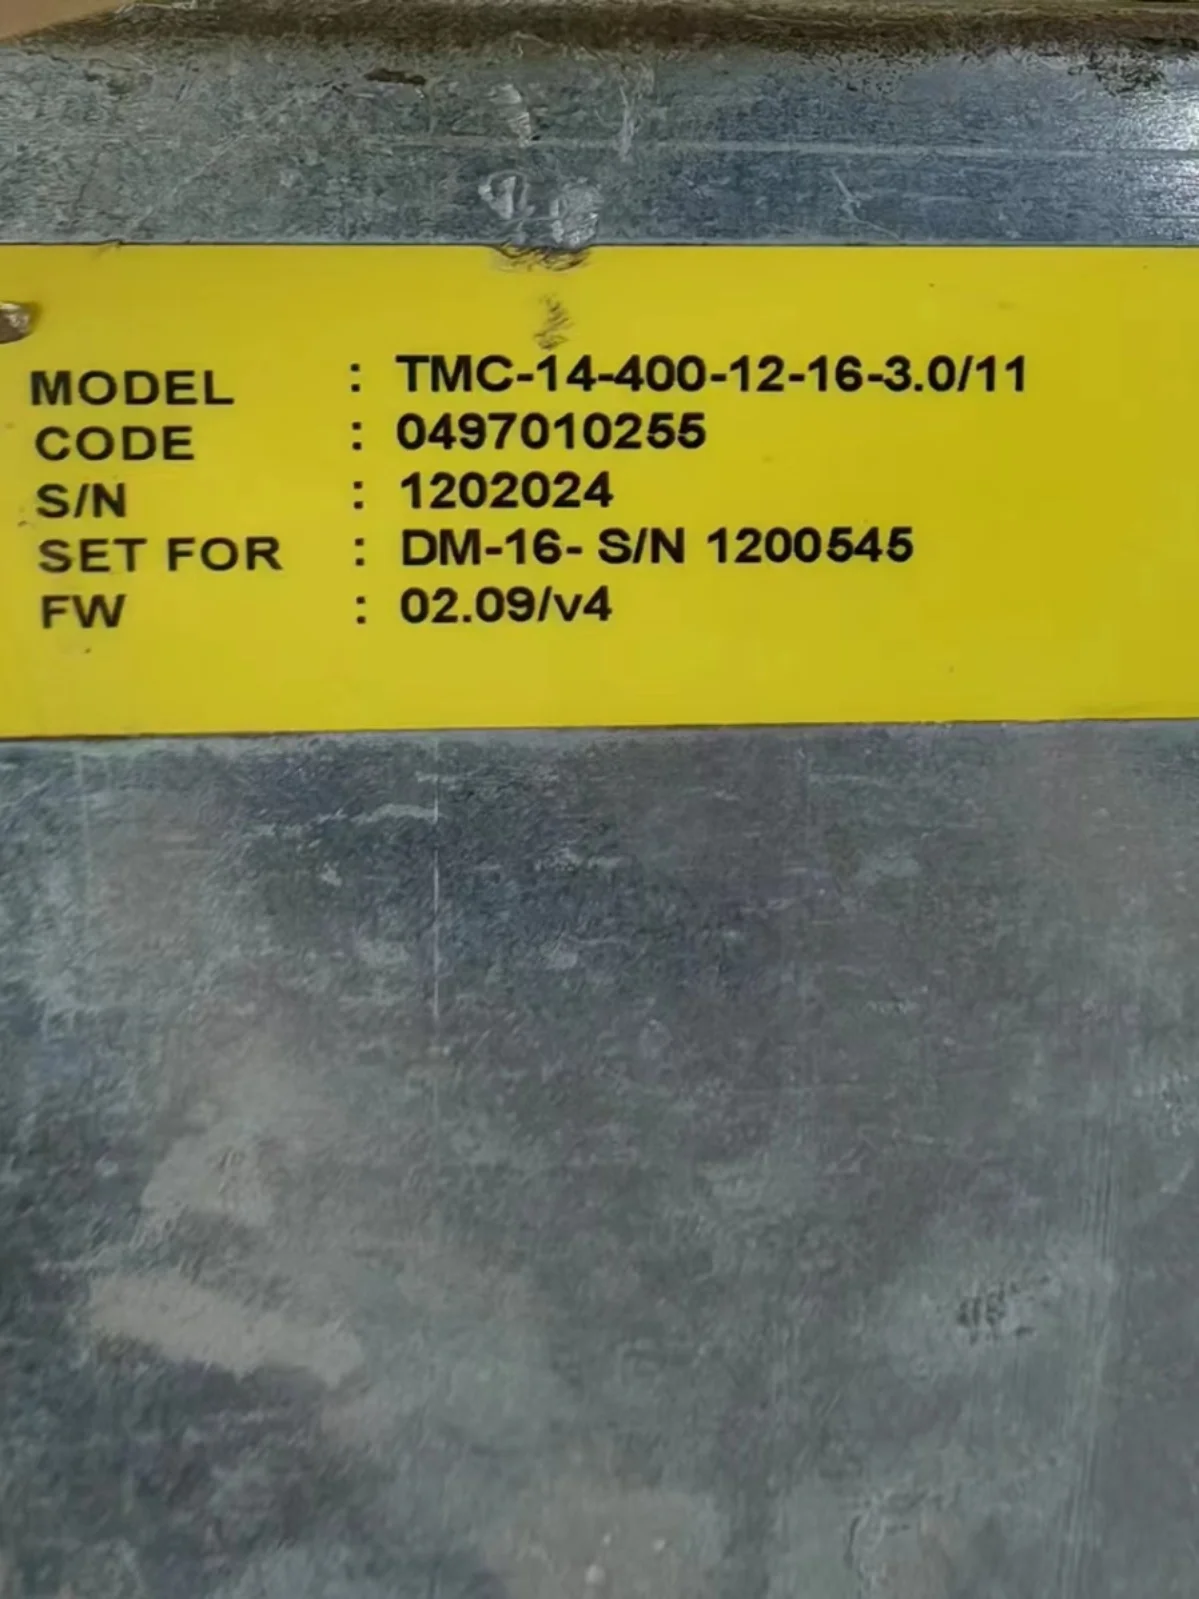 MODEL : TMC-14-400-12-16-3.0/11
CODE : 0497010255
S/N : 1202024
SET FOR : DM-16- S/N 1200545
FW : 02.09/v4